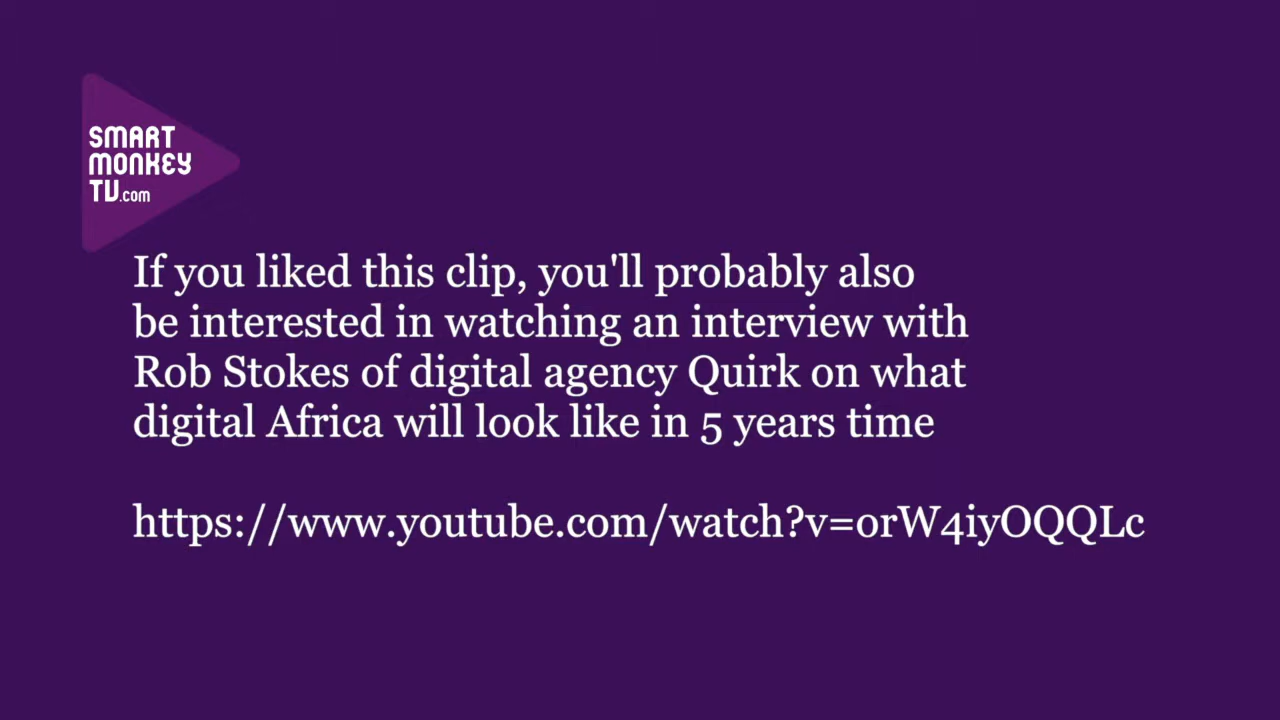 SMART
MONKEY
TV.com
If you liked this clip, you'll probably also
be interested in watching an interview with
Rob Stokes of digital agency Quirk on what
digital Africa will look like in 5 years time
https://www.youtube.com/watch?v=orW4iyOQQLc